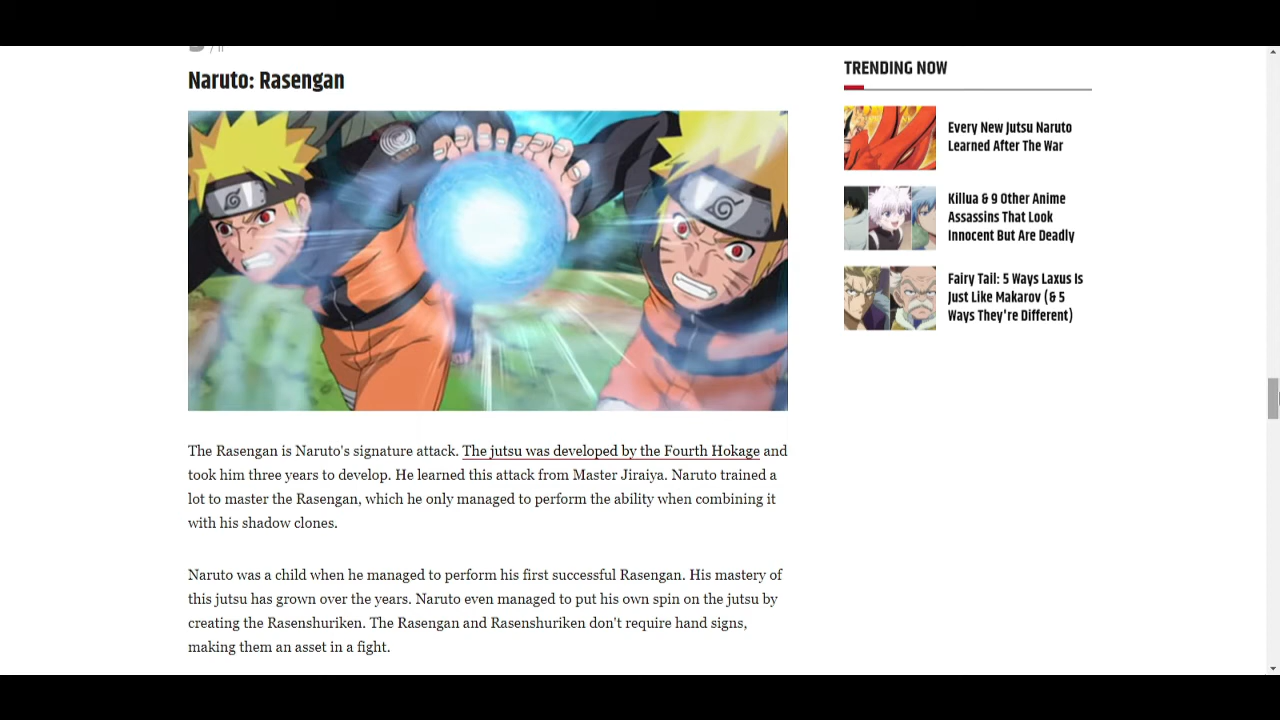 Naruto: Rasengan
The Rasengan is Naruto's signature attack. The jutsu was developed by the Fourth Hokage and
took him three years to develop. He learned this attack from Master Jiraiya. Naruto trained a
lot to master the Rasengan, which he only managed to perform the ability when combining it
with his shadow clones.
Naruto was a child when he managed to perform his first successful Rasengan. His mastery of
this jutsu has grown over the years. Naruto even managed to put his own spin on the jutsu by
creating the Rasenshuriken. The Rasengan and Rasenshuriken don't require hand signs,
making them an asset in a fight.
TRENDING NOW
Every New Jutsu Naruto
Learned After The War
Killua & 9 Other Anime
Assassins That Look
Innocent But Are Deadly
Fairy Tail: 5 Ways Laxus Is
Just Like Makarov (& 5
Ways They're Different)